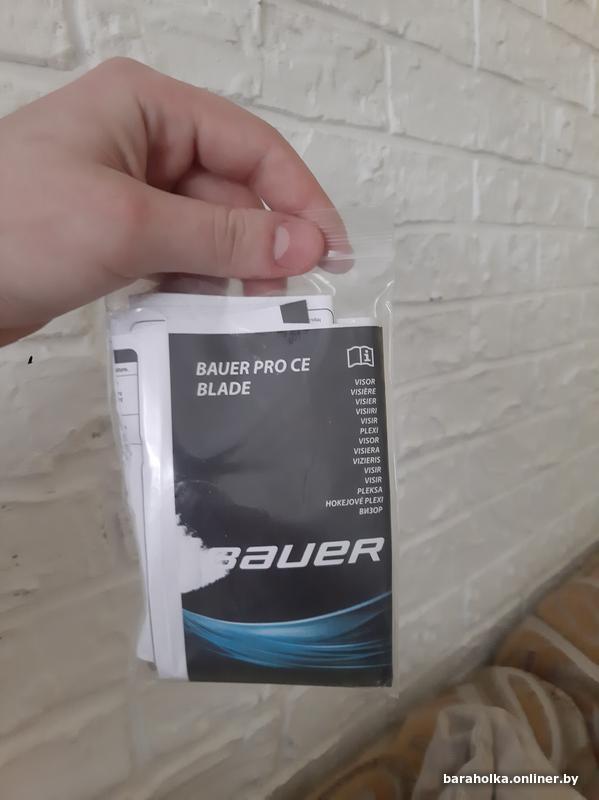 BAUER PRO CE
BLADE
VISOR
VISIÈRE
VISIER
VISIIRI
VISIR
PLEXI
VISOR
VISIERA
VIZIERIS
VISIR
VISIR
PLEKSA
HOKEJOVÉ PLEXI
ВИЗОР
BAUER
baraholka.onliner.by